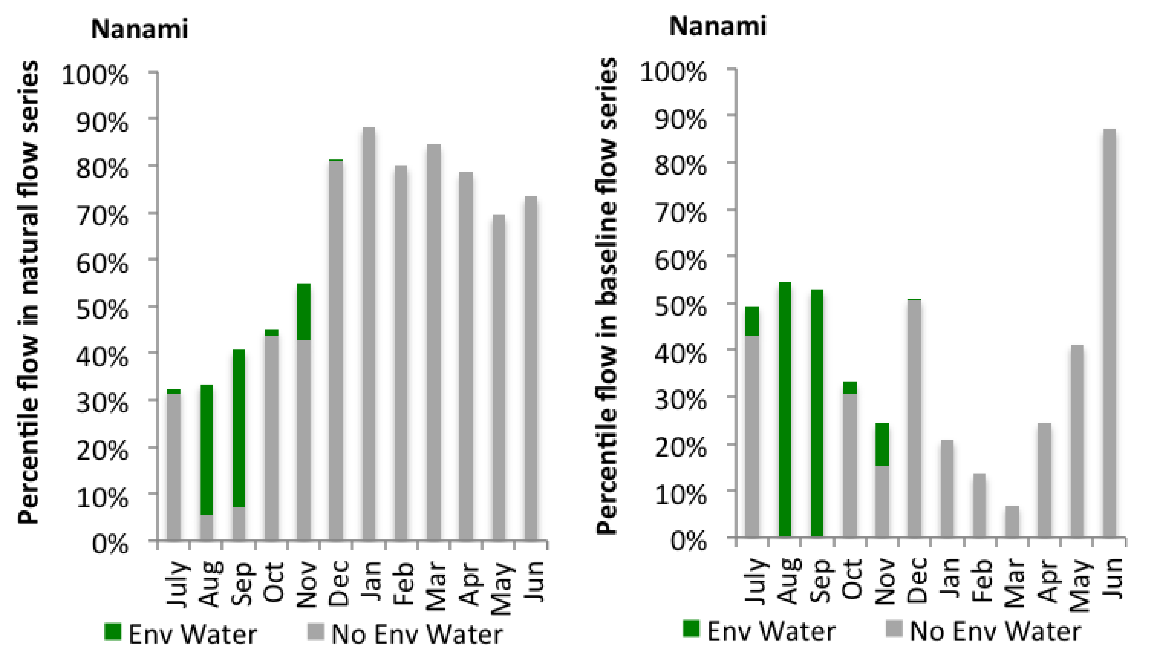 Nanami
Percentile flow in natural flow series
100%
90%
80%
70%
60%
50%
40%
30%
20%
10%
0%
July
Aug
Sep
Oct
Nov
Dec
Jan
Feb
Mar
Apr
May
Jun
Env Water
No Env Water
Nanami
Percentile flow in baseline flow series
100%
90%
80%
70%
60%
50%
40%
30%
20%
10%
0%
July
Aug
Sep
Oct
Nov
Dec
Jan
Feb
Mar
Apr
May
Jun
Env Water
No Env Water